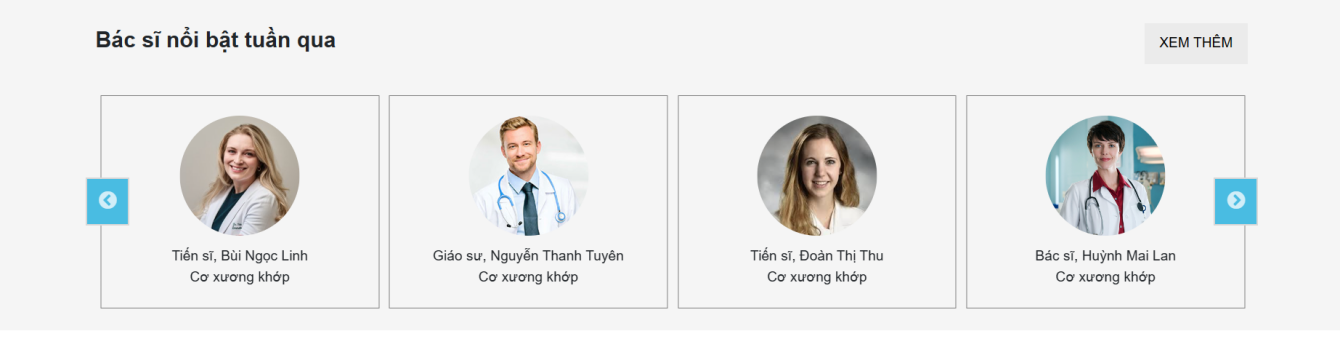 Bác sĩ nổi bật tuần qua
XEM THÊM
Tiến sĩ, Bùi Ngọc Linh
Cơ xương khớp
Giáo sư, Nguyễn Thanh Tuyên
Cơ xương khớp
Tiến sĩ, Đoàn Thị Thu
Cơ xương khớp
Bác sĩ, Huỳnh Mai Lan
Cơ xương khớp